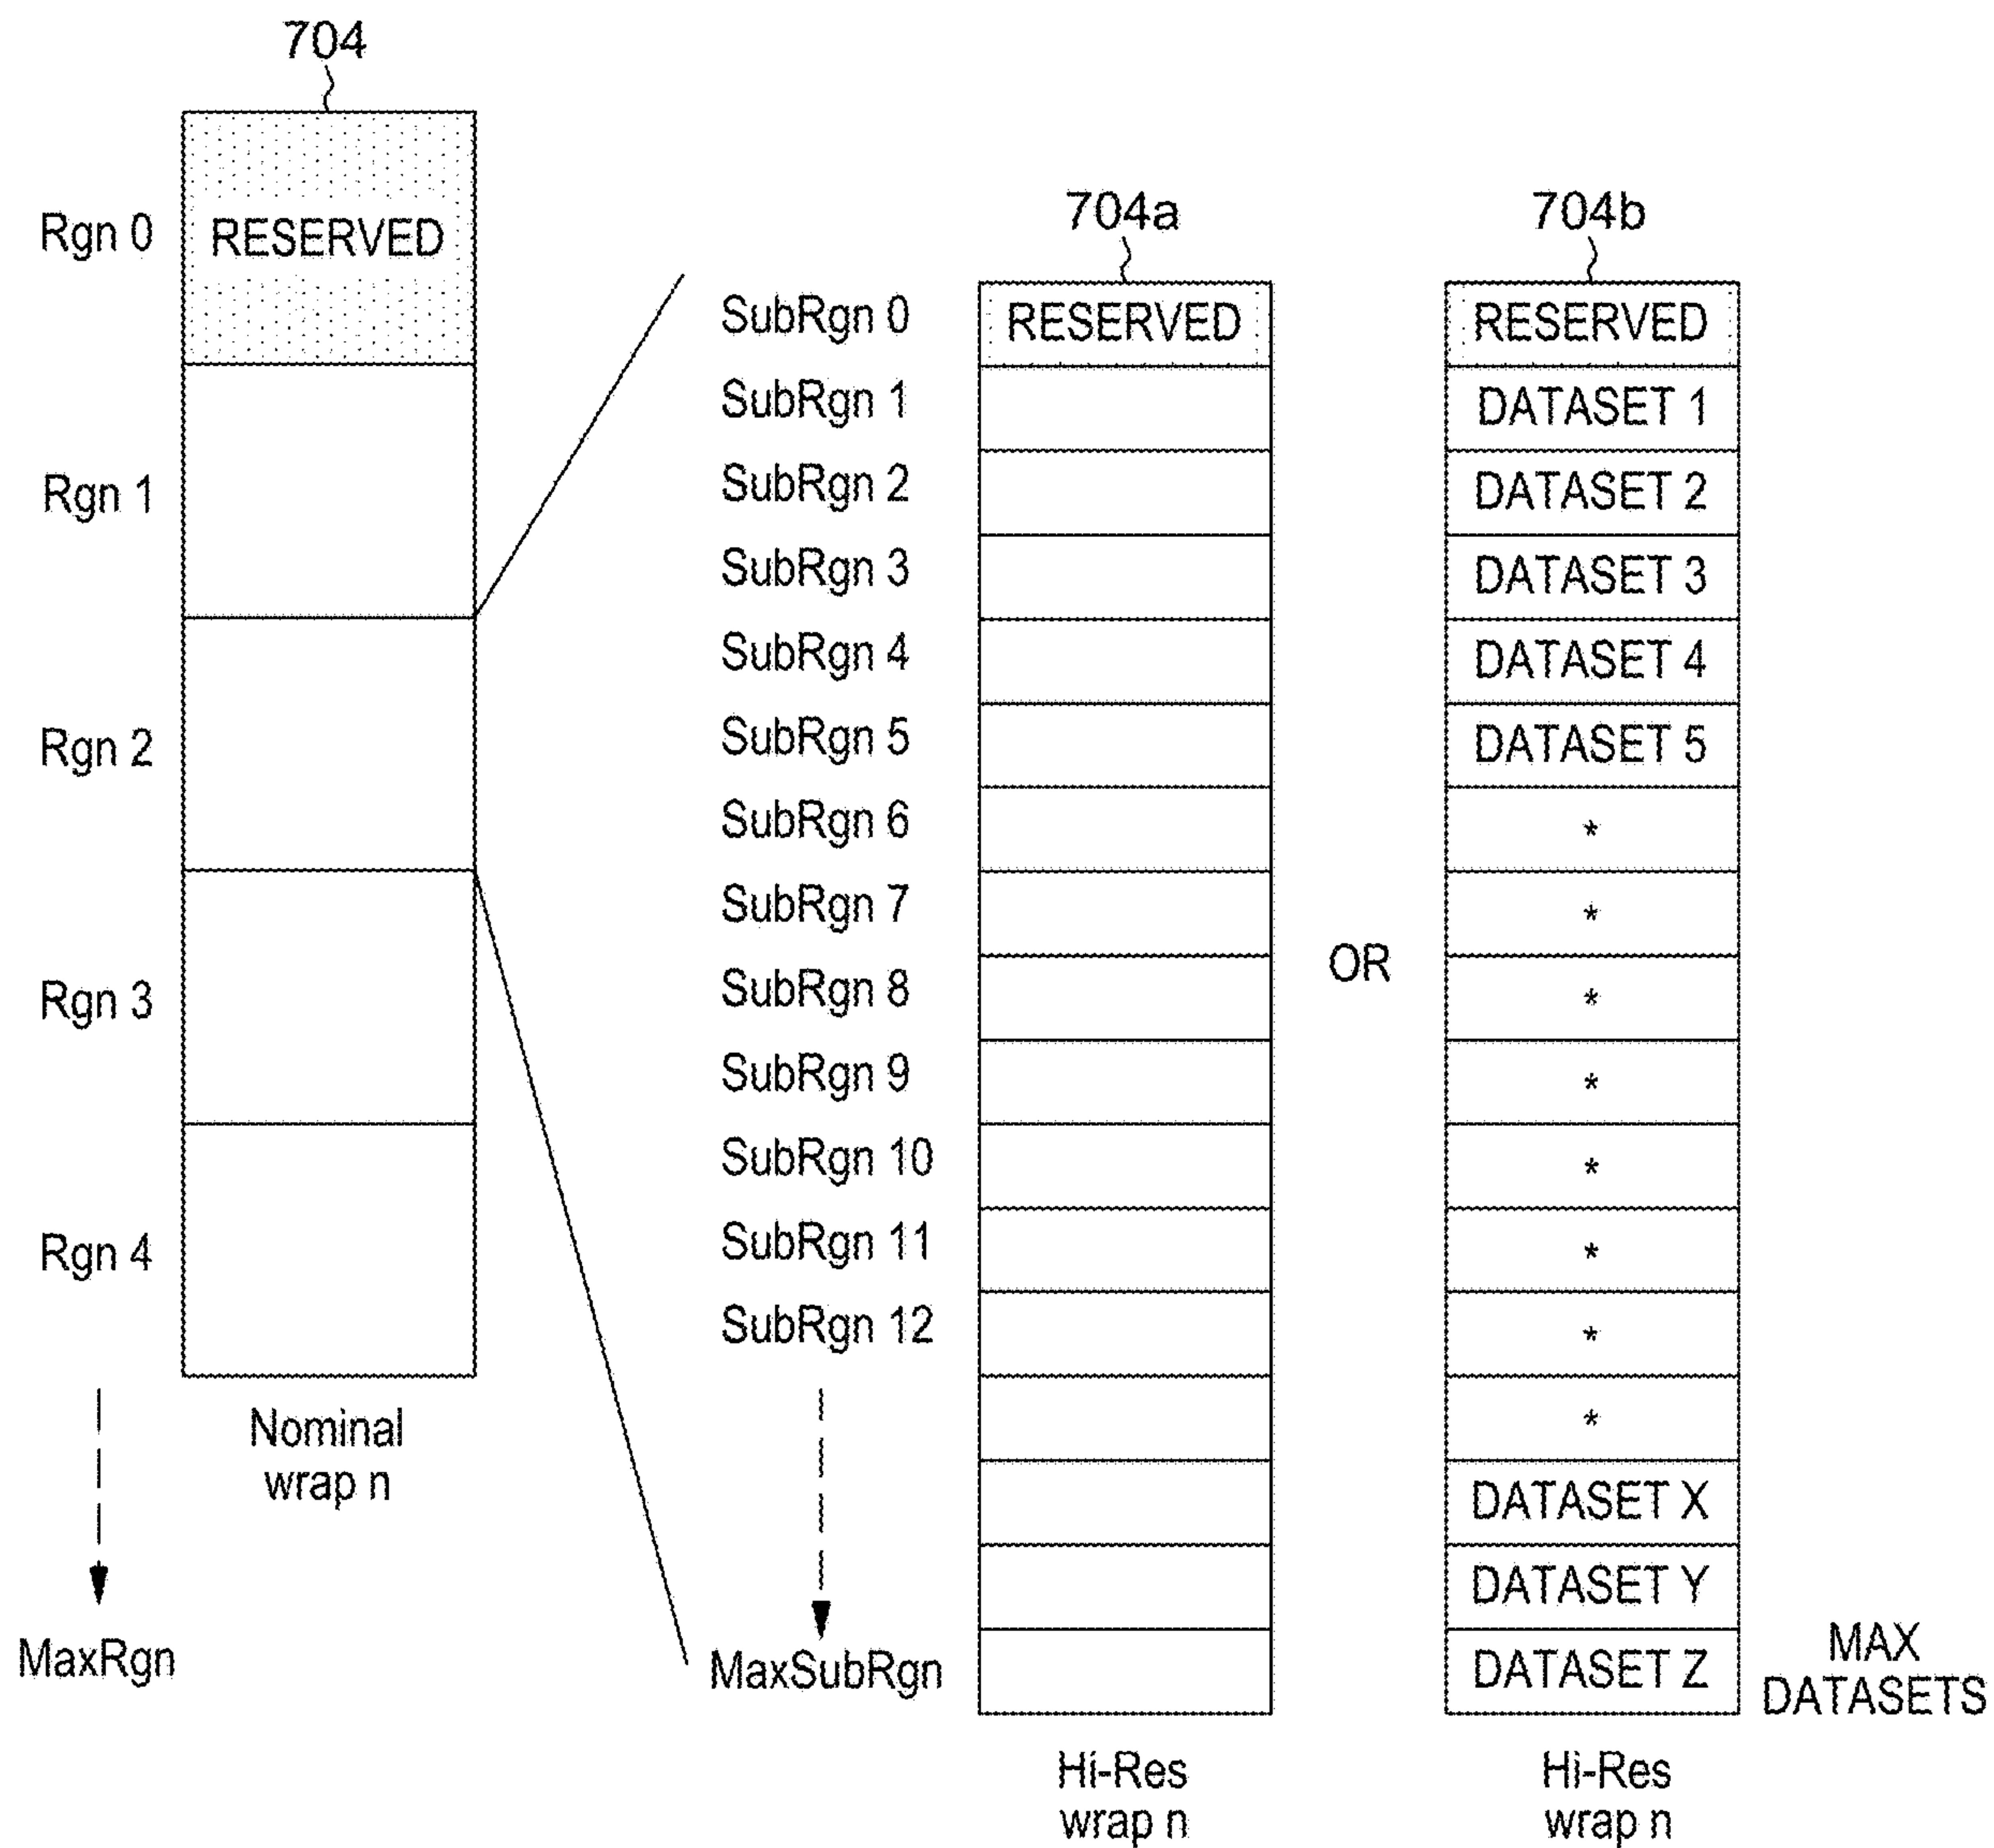 704
Rgn 0
RESERVED
Rgn 1
Rgn 2
Rgn 3
Rgn 4
MaxRgn
Nominal
wrap n
704a
704b
SubRgn 0
RESERVED
RESERVED
SubRgn 1
DATASET 1
SubRgn 2
DATASET 2
SubRgn 3
DATASET 3
SubRgn 4
DATASET 4
SubRgn 5
DATASET 5
SubRgn 6
*
SubRgn 7
*
OR
SubRgn 8
*
SubRgn 9
*
SubRgn 10
*
SubRgn 11
*
SubRgn 12
*
*
DATASET X
DATASET Y
MaxSubRgn
DATASET Z
MAX
DATASETS
Hi-Res
wrap n
Hi-Res
wrap n